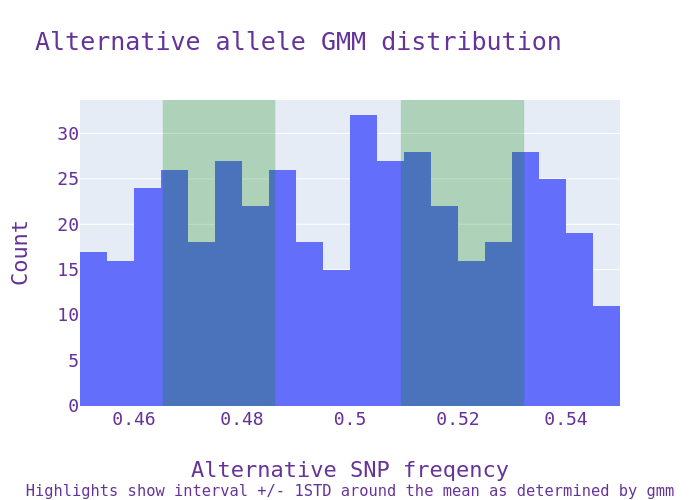 Alternative allele GMM distribution
30
25
20
15
10
5
0
Count
0.46 0.48 0.5 0.52 0.54
Alternative SNP freqency
Highlights show interval +/- 1STD around the mean as determined by gmm